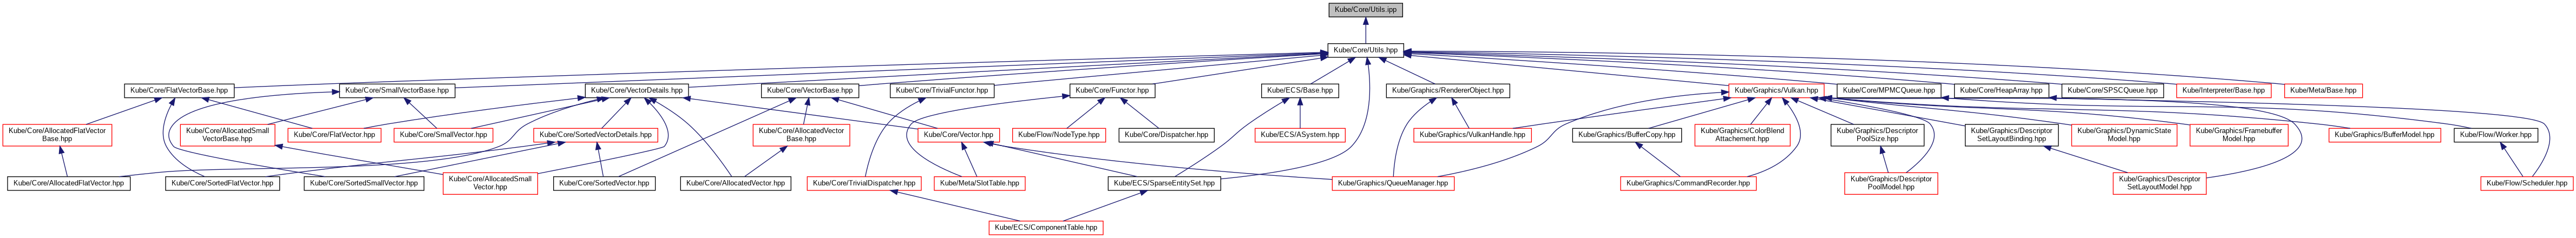 Kube/Core/Utils.ipp
Kube/Core/Utils.hpp
Kube/Core/FlatVectorBase.hpp
Kube/Core/SmallVectorBase.hpp
Kube/Core/VectorDetails.hpp
Kube/Core/VectorBase.hpp
Kube/Core/TrivialFunctor.hpp
Kube/Core/Functor.hpp
Kube/ECS/Base.hpp
Kube/Graphics/RendererObject.hpp
Kube/Graphics/Vulkan.hpp
Kube/Core/MPMCQueue.hpp
Kube/Core/HeapArray.hpp
Kube/Core/SPSCQueue.hpp
Kube/Interpreter/Base.hpp
Kube/Meta/Base.hpp
Kube/Core/AllocatedFlatVector
Base.hpp
Kube/Core/AllocatedSmall
VectorBase.hpp
Kube/Core/FlatVector.hpp
Kube/Core/SmallVector.hpp
Kube/Core/SortedVectorDetails.hpp
Kube/Core/AllocatedVector
Base.hpp
Kube/Core/Vector.hpp
Kube/Flow/NodeType.hpp
Kube/Core/Dispatcher.hpp
Kube/ECS/ASystem.hpp
Kube/Graphics/VulkanHandle.hpp
Kube/Graphics/BufferCopy.hpp
Kube/Graphics/ColorBlend
Attachement.hpp
Kube/Graphics/Descriptor
PoolSize.hpp
Kube/Graphics/Descriptor
SetLayoutBinding.hpp
Kube/Graphics/DynamicState
Model.hpp
Kube/Graphics/Framebuffer
Model.hpp
Kube/Graphics/BufferModel.hpp
Kube/Flow/Worker.hpp
Kube/Core/AllocatedFlatVector.hpp
Kube/Core/SortedFlatVector.hpp
Kube/Core/SortedSmallVector.hpp
Kube/Core/AllocatedSmall
Vector.hpp
Kube/Core/SortedVector.hpp
Kube/Core/AllocatedVector.hpp
Kube/Core/TrivialDispatcher.hpp
Kube/Meta/SlotTable.hpp
Kube/ECS/SparseEntitySet.hpp
Kube/Graphics/QueueManager.hpp
Kube/Graphics/CommandRecorder.hpp
Kube/Graphics/Descriptor
PoolModel.hpp
Kube/Graphics/Descriptor
SetLayoutModel.hpp
Kube/Flow/Scheduler.hpp
Kube/ECS/ComponentTable.hpp